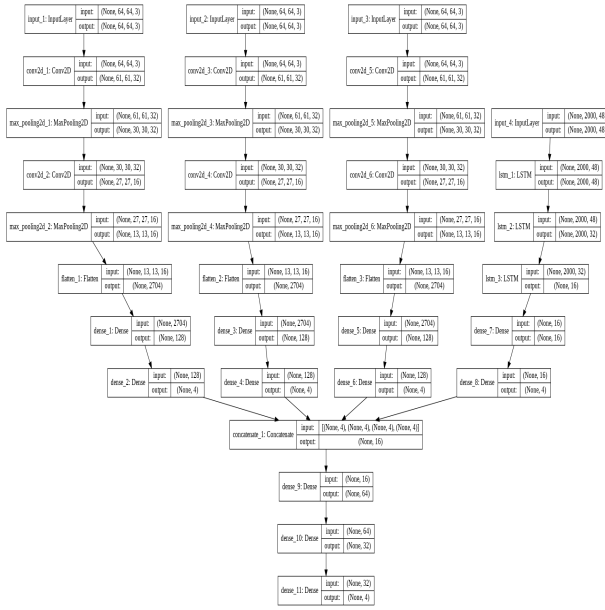 input_1: InputLayer input: (None, 64, 64, 3)
output: (None, 64, 64, 3)
input_2: InputLayer input: (None, 64, 64, 3)
output: (None, 64, 64, 3)
input_3: InputLayer input: (None, 64, 64, 3)
output: (None, 64, 64, 3)
conv2d_1: Conv2D input: (None, 64, 64, 3)
output: (None, 61, 61, 32)
conv2d_3: Conv2D input: (None, 64, 64, 3)
output: (None, 61, 61, 32)
conv2d_5: Conv2D input: (None, 64, 64, 3)
output: (None, 61, 61, 32)
max_pooling2d_1: MaxPooling2D input: (None, 61, 61, 32)
output: (None, 30, 30, 32)
max_pooling2d_3: MaxPooling2D input: (None, 61, 61, 32)
output: (None, 30, 30, 32)
max_pooling2d_5: MaxPooling2D input: (None, 61, 61, 32)
output: (None, 30, 30, 32)
input_4: InputLayer input: (None, 2000, 48
output: (None, 2000, 48
conv2d_2: Conv2D input: (None, 30, 30, 32)
output: (None, 27, 27, 16)
conv2d_4: Conv2D input: (None, 30, 30, 32)
output: (None, 27, 27, 16)
conv2d_6: Conv2D input: (None, 30, 30, 32)
output: (None, 27, 27, 16)
lstm_1: LSTM input: (None, 2000, 48)
output: (None, 2000, 48)
max_pooling2d_2: MaxPooling2D input: (None, 27, 27, 16)
output: (None, 13, 13, 16)
max_pooling2d_4: MaxPooling2D input: (None, 27, 27, 16)
output: (None, 13, 13, 16)
max_pooling2d_6: MaxPooling2D input: (None, 27, 27, 16)
output: (None, 13, 13, 16)
lstm_2: LSTM input: (None, 2000, 48)
output: (None, 2000, 32)
flatten_1: Flatten input: (None, 13, 13, 16)
output: (None, 2704)
flatten_2: Flatten input: (None, 13, 13, 16)
output: (None, 2704)
flatten_3: Flatten input: (None, 13, 13, 16)
output: (None, 2704)
lstm_3: LSTM input: (None, 2000, 32)
output: (None, 16)
dense_1: Dense input: (None, 2704)
output: (None, 128)
dense_3: Dense input: (None, 2704)
output: (None, 128)
dense_5: Dense input: (None, 2704)
output: (None, 128)
dense_7: Dense input: (None, 16)
output: (None, 16)
dense_2: Dense input: (None, 128)
output: (None, 4)
dense_4: Dense input: (None, 128)
output: (None, 4)
dense_6: Dense input: (None, 128)
output: (None, 4)
dense_8: Dense input: (None, 16)
output: (None, 4)
concatenate_1: Concatenate input: [(None, 4), (None, 4), (None, 4), (None, 4)]
output: (None, 16)
dense_9: Dense input: (None, 16)
output: (None, 64)
dense_10: Dense input: (None, 64)
output: (None, 32)
dense_11: Dense input: (None, 32)
output: (None, 4)